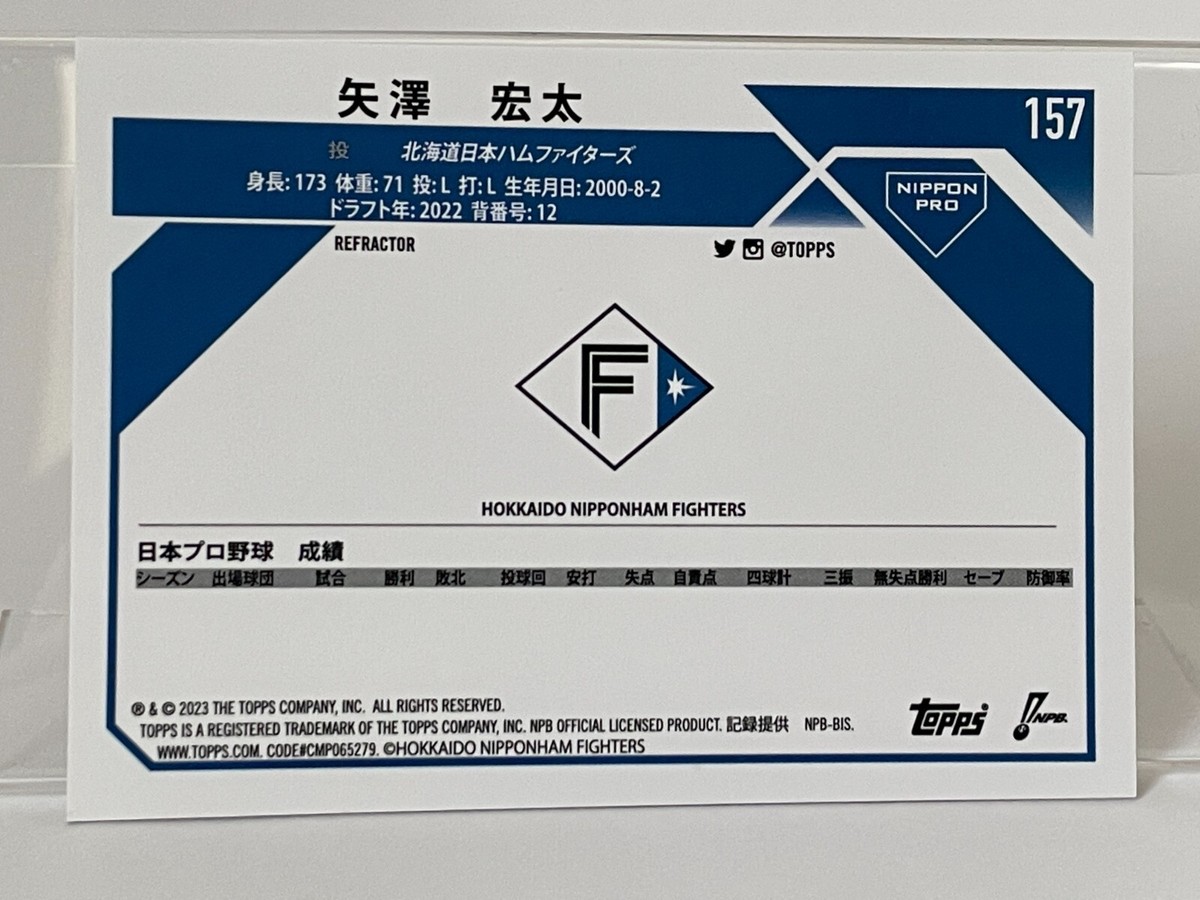 矢澤 宏太
157
投 北海道日本ハムファイターズ
身長: 173 体重: 71 投: L 打: L 生年月日: 2000-8-2
ドラフト年: 2022 背番号: 12
NIPPON
PRO
REFRACTOR
@TOPPS
F
HOKKAIDO NIPPONHAM FIGHTERS
日本プロ野球 成績
シーズン 出場球団 試合 勝利 敗北 投球回 安打 失点 自責点 四球計 三振 無失点勝利 セーブ 防御率
® & © 2023 THE TOPPS COMPANY, INC. ALL RIGHTS RESERVED.
TOPPS IS A REGISTERED TRADEMARK OF THE TOPPS COMPANY, INC. NPB OFFICIAL LICENSED PRODUCT. 記録提供 NPB-BIS.
WWW.TOPPS.COM. CODE#CMP065279. ©HOKKAIDO NIPPONHAM FIGHTERS
topps
NPB